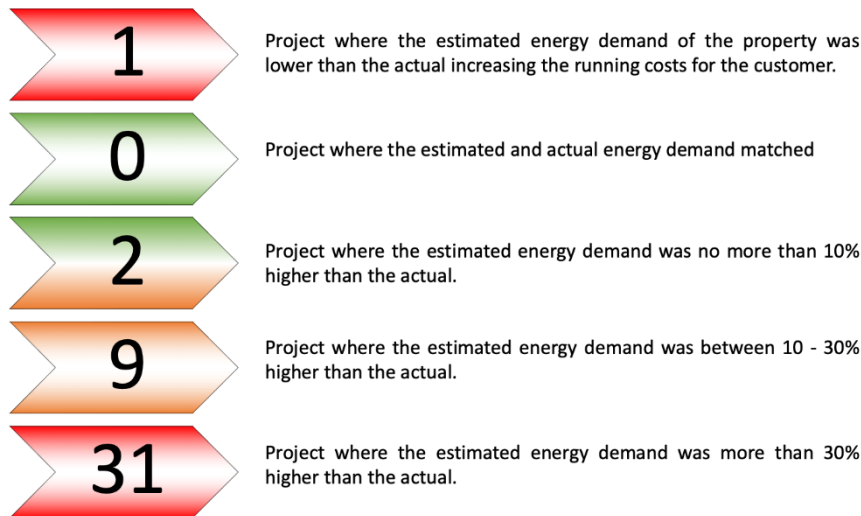 1
Project where the estimated energy demand of the property was
lower than the actual increasing the running costs for the customer.
0
Project where the estimated and actual energy demand matched
2
Project where the estimated energy demand was no more than 10%
higher than the actual.
9
Project where the estimated energy demand was between 10 - 30%
higher than the actual.
31
Project where the estimated energy demand was more than 30%
higher than the actual.